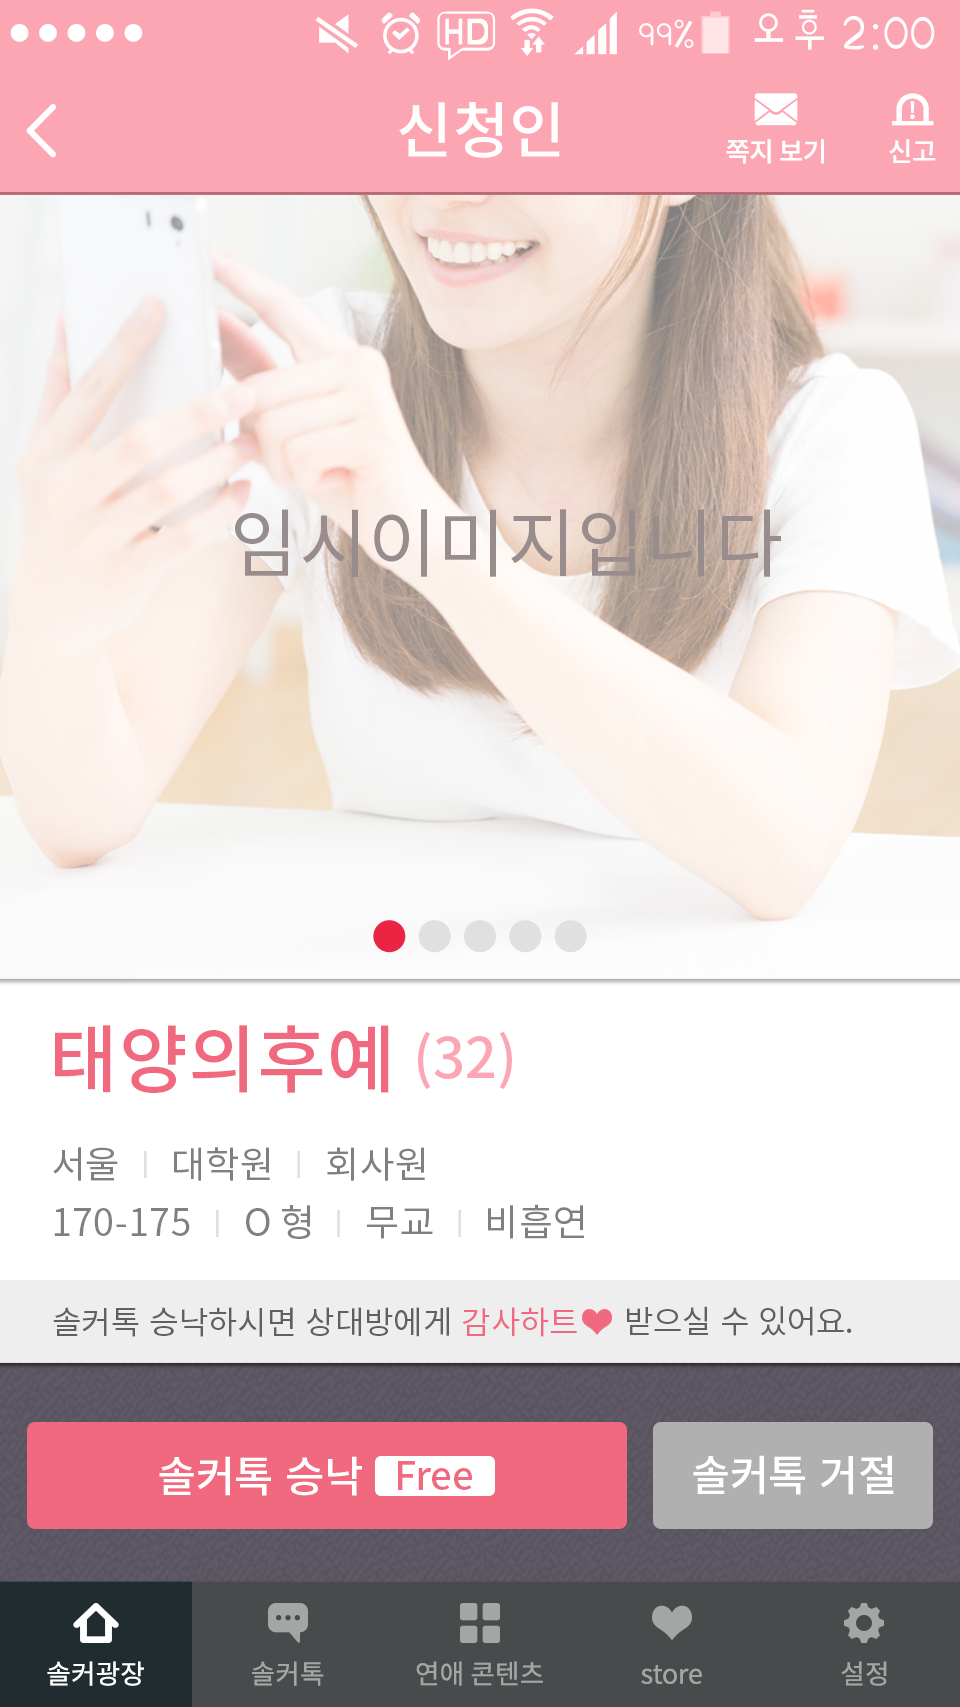 HD 99% 오후 2:00
신청인
쪽지 보기 신고
임시이미지입니다
태양의후예 (32)
서울 | 대학원 | 회사원
170-175 | O 형 | 무교 | 비흡연
솔커톡 승낙하시면 상대방에게 감사하트♥ 받으실 수 있어요.
솔커톡 승낙 Free 솔커톡 거절
솔커광장 솔커톡 연애 콘텐츠 store 설정